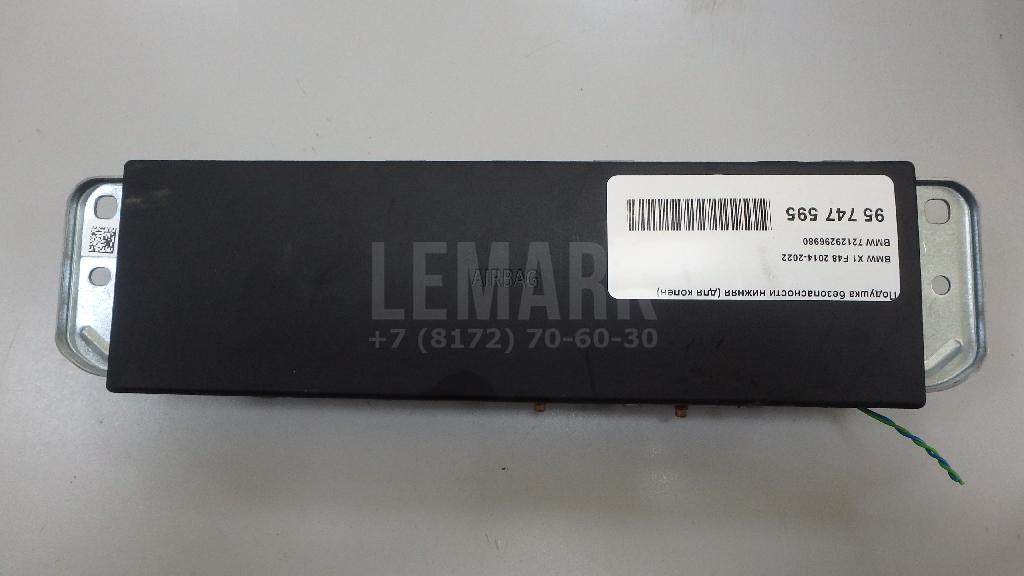 Подушка безопасности нижняя (для колен)
BMW X1 F48 2014-2022
BMW 72129296980
95 747 595
AIRBAG
LEMARK
+7 (8172) 70-60-30